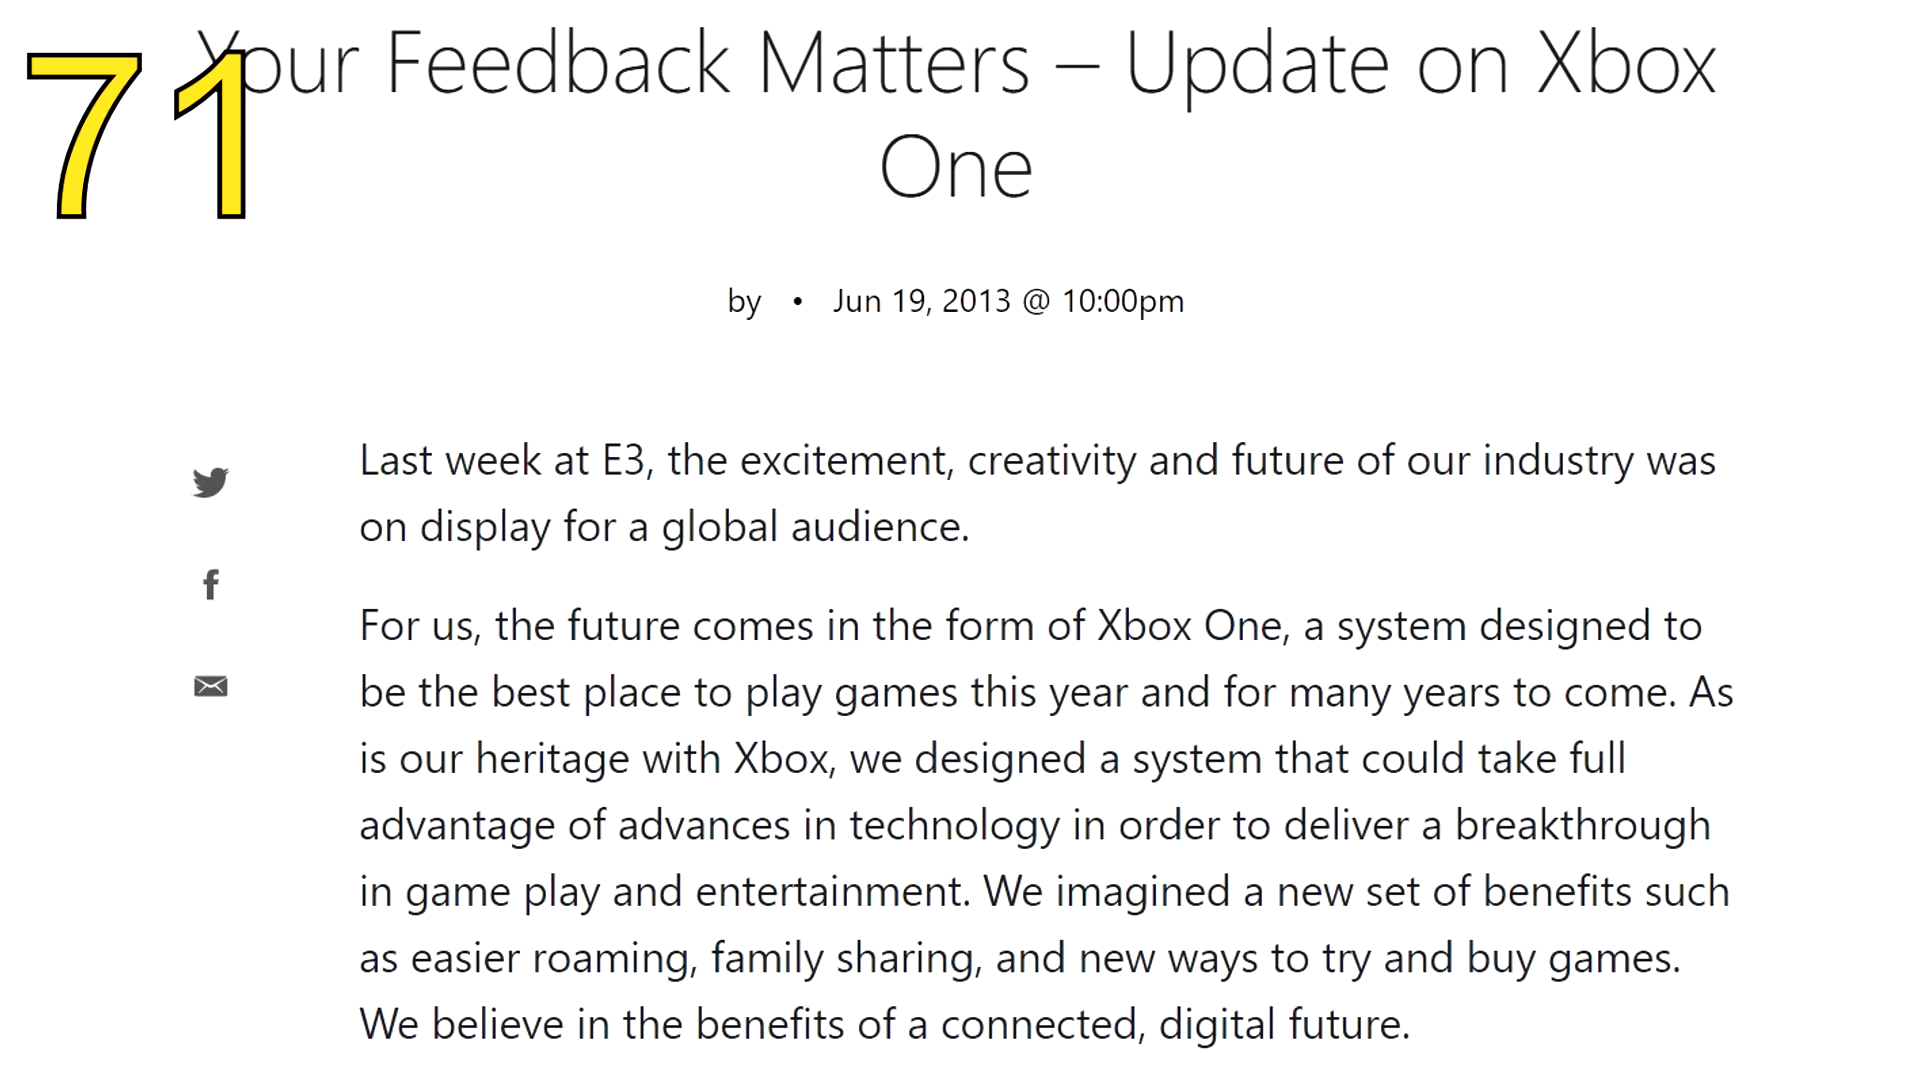 71
Your Feedback Matters – Update on Xbox
One
by • Jun 19, 2013 @ 10:00pm
Last week at E3, the excitement, creativity and future of our industry was
on display for a global audience.
For us, the future comes in the form of Xbox One, a system designed to
be the best place to play games this year and for many years to come. As
is our heritage with Xbox, we designed a system that could take full
advantage of advances in technology in order to deliver a breakthrough
in game play and entertainment. We imagined a new set of benefits such
as easier roaming, family sharing, and new ways to try and buy games.
We believe in the benefits of a connected, digital future.